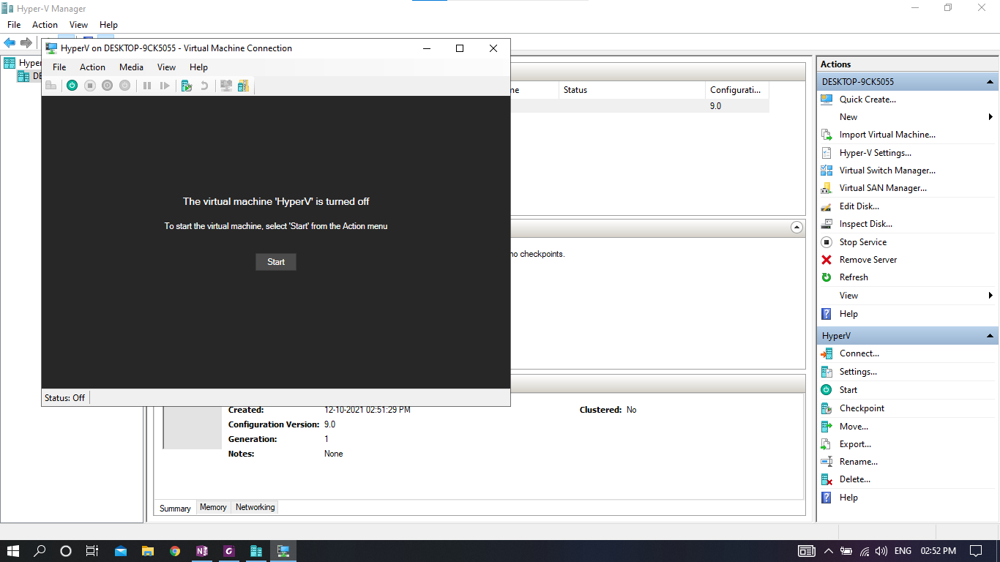 Hyper-V Manager
File Action View Help
HyperV on DESKTOP-9CK5055 - Virtual Machine Connection
File Action Media View Help
The virtual machine 'HyperV' is turned off
To start the virtual machine, select 'Start' from the Action menu
Start
Status: Off
Hyper
DE
me Status Configurati...
9.0
no checkpoints.
Created: 12-10-2021 02:51:29 PM Clustered: No
Configuration Version: 9.0
Generation: 1
Notes: None
Summary Memory Networking
Actions
DESKTOP-9CK5055
Quick Create...
New
Import Virtual Machine...
Hyper-V Settings...
Virtual Switch Manager...
Virtual SAN Manager...
Edit Disk...
Inspect Disk...
Stop Service
Remove Server
Refresh
View
Help
HyperV
Connect...
Settings...
Start
Checkpoint
Move...
Export...
Rename...
Delete...
Help
ENG 02:52 PM